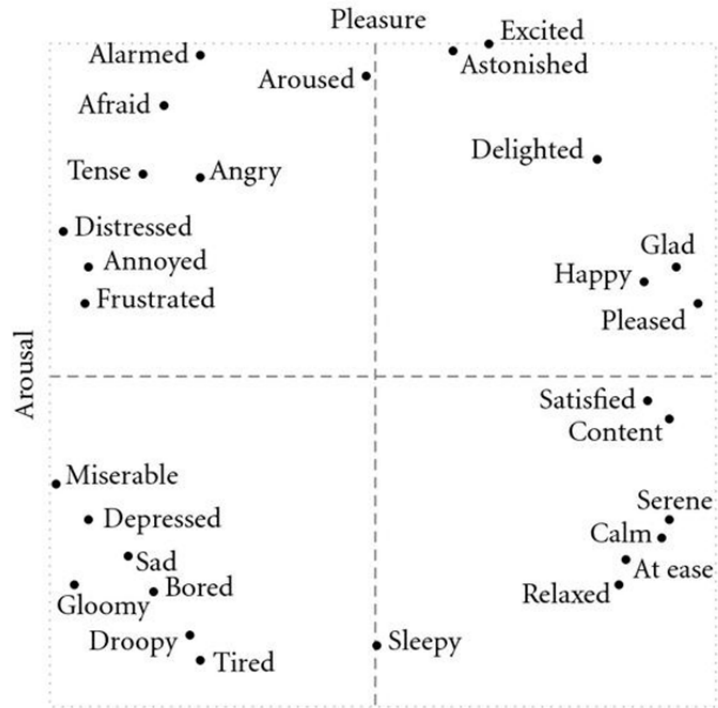 Pleasure
Excited
Alarmed
Astonished
Aroused
Afraid
Delighted
Tense
Angry
Distressed
Glad
Annoyed
Happy
Frustrated
Pleased
Arousal
Satisfied
Content
Miserable
Serene
Depressed
Calm
Sad
At ease
Bored
Relaxed
Gloomy
Droopy
Sleepy
Tired